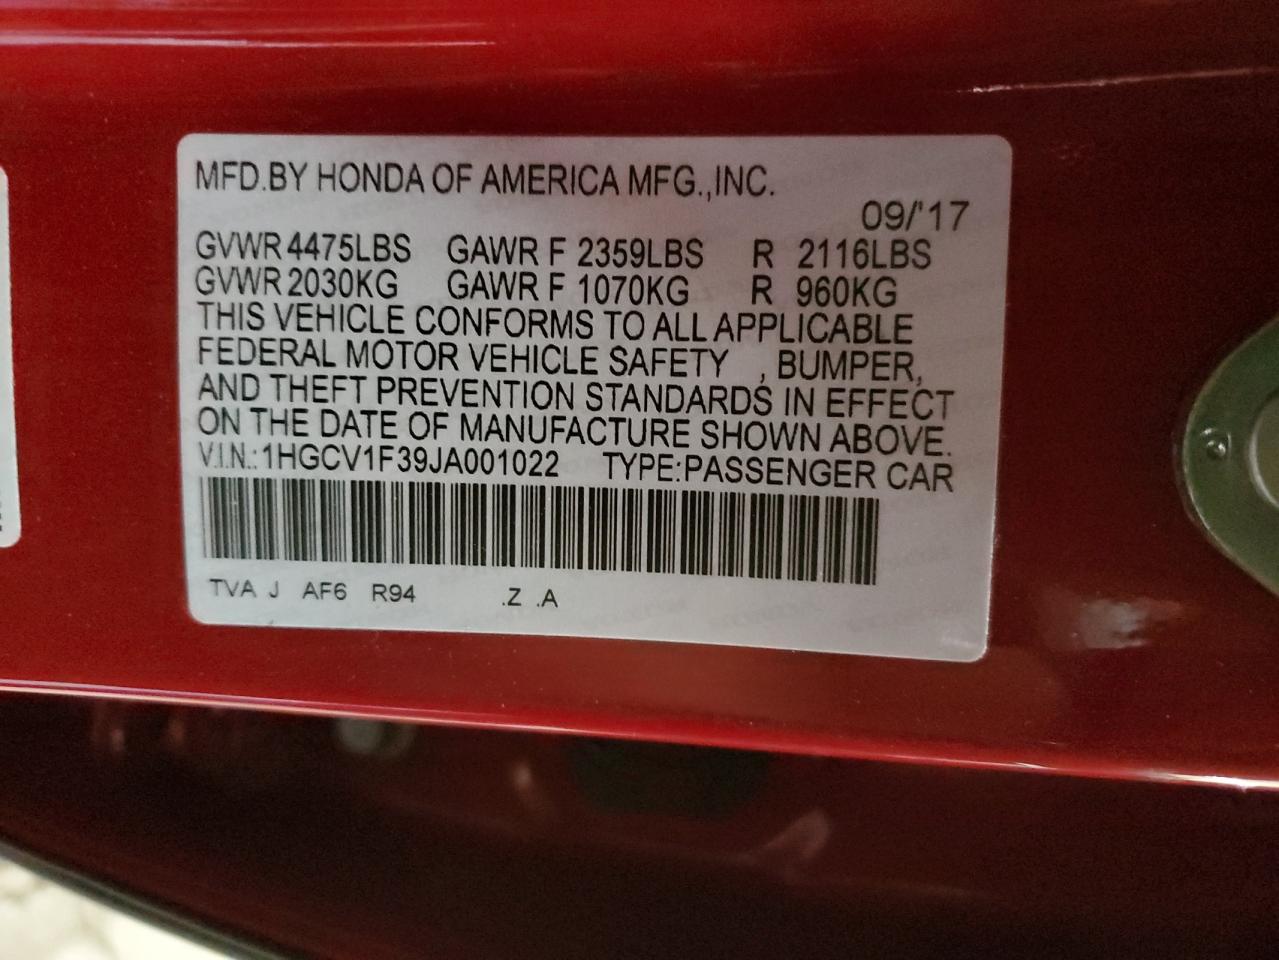 MFD.BY HONDA OF AMERICA MFG.,INC.
09/'17
GVWR 4475LBS GAWR F 2359LBS R 2116LBS
GVWR 2030KG GAWR F 1070KG R 960KG
THIS VEHICLE CONFORMS TO ALL APPLICABLE
FEDERAL MOTOR VEHICLE SAFETY , BUMPER,
AND THEFT PREVENTION STANDARDS IN EFFECT
ON THE DATE OF MANUFACTURE SHOWN ABOVE.
V.I.N.:1HGCV1F39JA001022 TYPE:PASSENGER CAR
TVA J AF6 R94 .Z .A